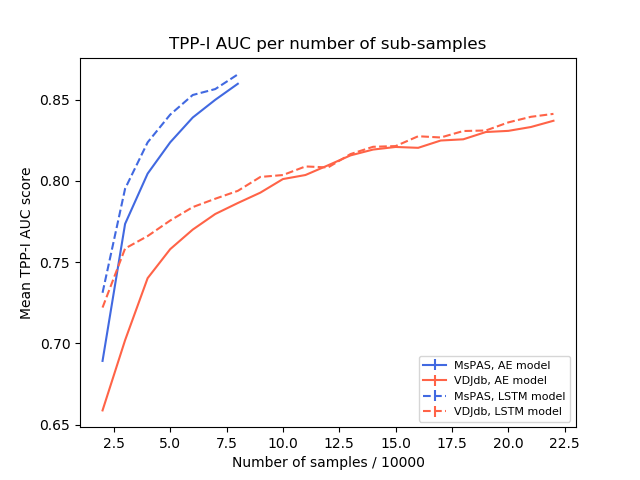 TPP-I AUC per number of sub-samples
Mean TPP-I AUC score
0.85
0.80
0.75
0.70
0.65
MsPAS, AE model
VDJdb, AE model
MsPAS, LSTM model
VDJdb, LSTM model
2.5 5.0 7.5 10.0 12.5 15.0 17.5 20.0 22.5
Number of samples / 10000